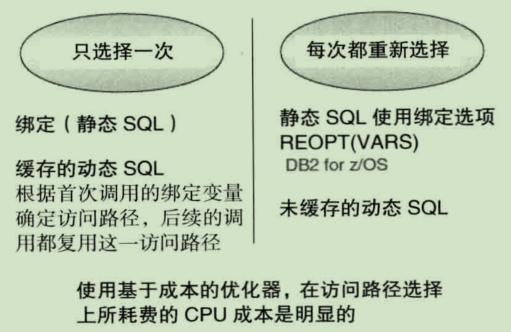 只选择一次
绑定（静态 SQL）
缓存的动态 SQL
根据首次调用的绑定变量
确定访问路径，后续的调
用都复用这一访问路径
每次都重新选择
静态 SQL 使用绑定选项
REOPT(VARS)
DB2 for z/OS
未缓存的动态 SQL
使用基于成本的优化器，在访问路径选择
上所耗费的 CPU 成本是明显的